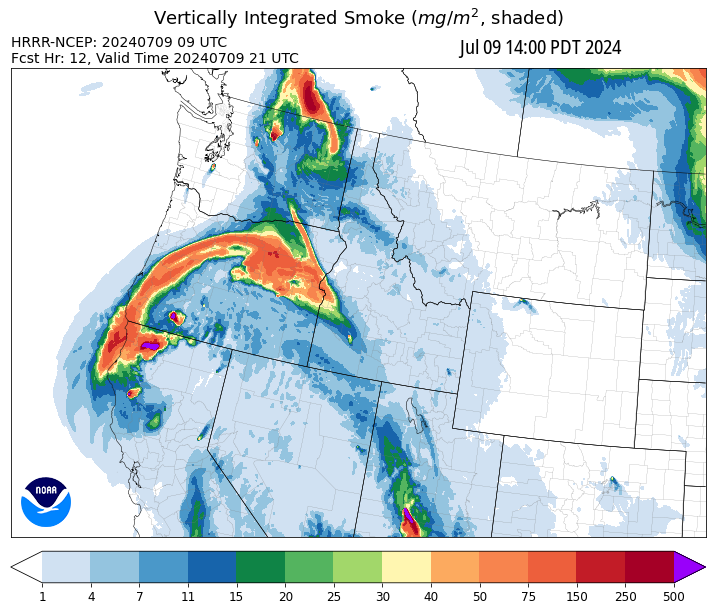 Vertically Integrated Smoke (mg/m², shaded)
HRRR-NCEP: 20240709 09 UTC
Jul 09 14:00 PDT 2024
Fcst Hr: 12, Valid Time 20240709 21 UTC
NOAA
1 4 7 11 15 20 25 30 40 50 75 150 250 500